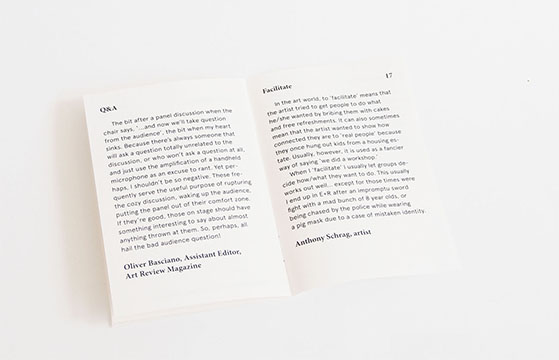 Q&A
The bit after a panel discussion when the
chair says, '...and now we'll take question
from the audience', the bit when my heart
sinks. Because there's always someone that
will ask a question totally unrelated to the
discussion, or who won't ask a question at all,
and just use the amplification of a handheld
microphone as an excuse to rant. Yet per-
haps, I shouldn't be so negative. These fre-
quently serve the useful purpose of rupturing
the cozy discussion, waking up the audience,
putting the panel out of their comfort zone.
If they're good, those on stage should have
something interesting to say about almost
anything thrown at them. So, perhaps, all
hail the bad audience question!
Oliver Basciano, Assistant Editor,
Art Review Magazine
17
Facilitate
In the art world, to 'facilitate' means that
the artist tried to get people to do what
he/she wanted by bribing them with cakes
and free refreshments. It can also sometimes
mean that the artist wanted to show how
connected they are to 'real people' because
they once hung out kids from a housing es-
tate. Usually, however, it is used as a fancier
way of saying 'we did a workshop.'
When I 'facilitate' I usually let groups de-
cide how/what they want to do. This usually
works out well... except for those times were
I end up in E+R after an impromptu sword
fight with a mad bunch of 8 year olds, or
being chased by the police while wearing
a pig mask due to a case of mistaken identity.
Anthony Schrag, artist